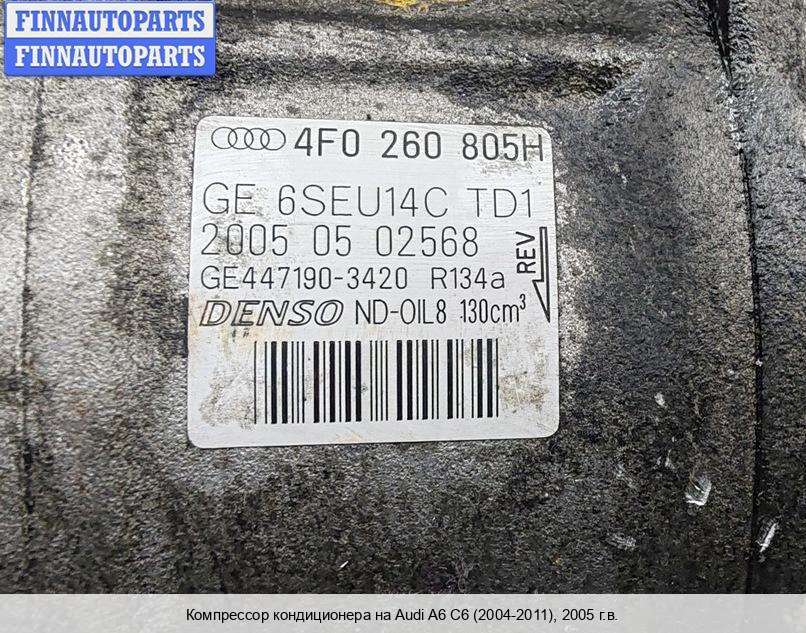 FINNAUTOPARTS
FINNAUTOPARTS
4F0 260 805H
GE 6SEU14C TD1
2005 05 02568
GE447190-3420 R134a
REV
DENSO ND-OIL8 130cm³
Компрессор кондиционера на Audi A6 C6 (2004-2011), 2005 г.в.